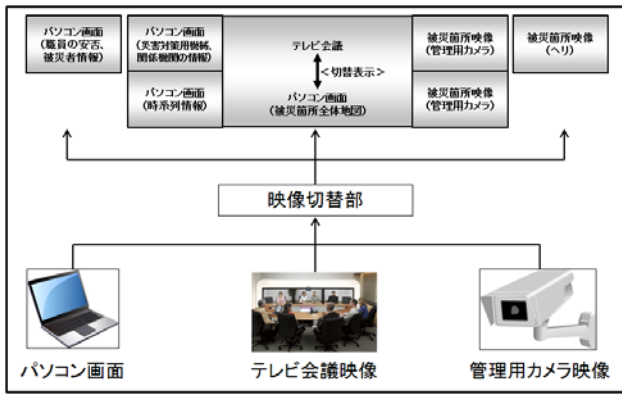 パソコン画面
(職員の安否、
被災者情報)
パソコン画面
(災害対策用機械、
関係機関の情報)
パソコン画面
(時系列情報)
テレビ会議
<切替表示>
パソコン画面
(被災箇所全体地図)
被災箇所映像
(管理用カメラ)
被災箇所映像
(管理用カメラ)
被災箇所映像
(ヘリ)
映像切替部
パソコン画面
テレビ会議映像
管理用カメラ映像